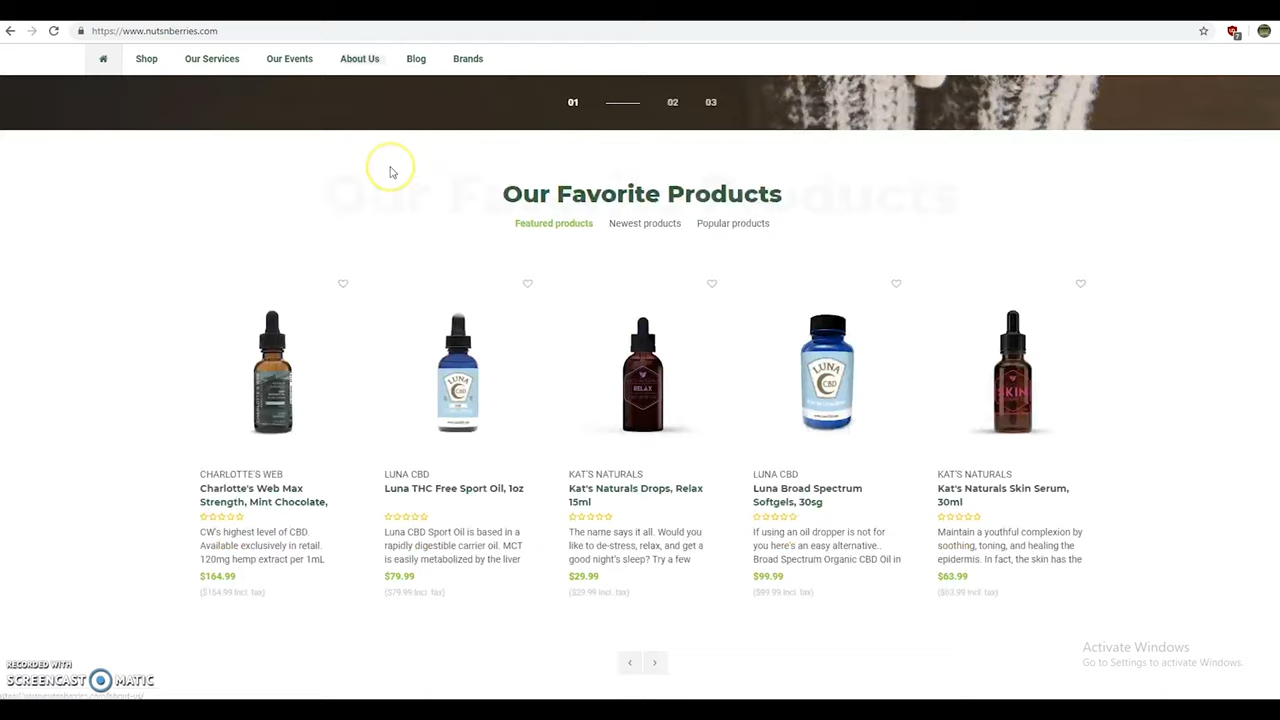 https://www.nutsnberries.com
7
Shop Our Services Our Events About Us Blog Brands
01 02 03
Our Favorite Products
Featured products Newest products Popular products
LUNA CBD
RELAX
LUNA CBD
SKIN
CHARLOTTE'S WEB
Charlotte's Web Max
Strength, Mint Chocolate,
CW's highest level of CBD.
Available exclusively in retail.
120mg hemp extract per 1mL
$164.99
($164.99 Incl. tax)
LUNA CBD
Luna THC Free Sport Oil, 1oz
Luna CBD Sport Oil is based in a
rapidly digestible carrier oil. MCT
is easily metabolized by the liver
$79.99
($79.99 Incl. tax)
KAT'S NATURALS
Kat's Naturals Drops, Relax
15ml
The name says it all. Would you
like to de-stress, relax, and get a
good night's sleep? Try a few
$29.99
($29.99 Incl. tax)
LUNA CBD
Luna Broad Spectrum
Softgels, 30sg
If using an oil dropper is not for
you here's an easy alternative..
Broad Spectrum Organic CBD Oil in
$99.99
($99.99 Incl. tax)
KAT'S NATURALS
Kat's Naturals Skin Serum,
30ml
Maintain a youthful complexion by
soothing, toning, and healing the
epidermis. In fact, the skin has the
$63.99
($63.99 Incl. tax)
Activate Windows
Go to Settings to activate Windows.
RECORDED WITH
SCREENCAST MATIC